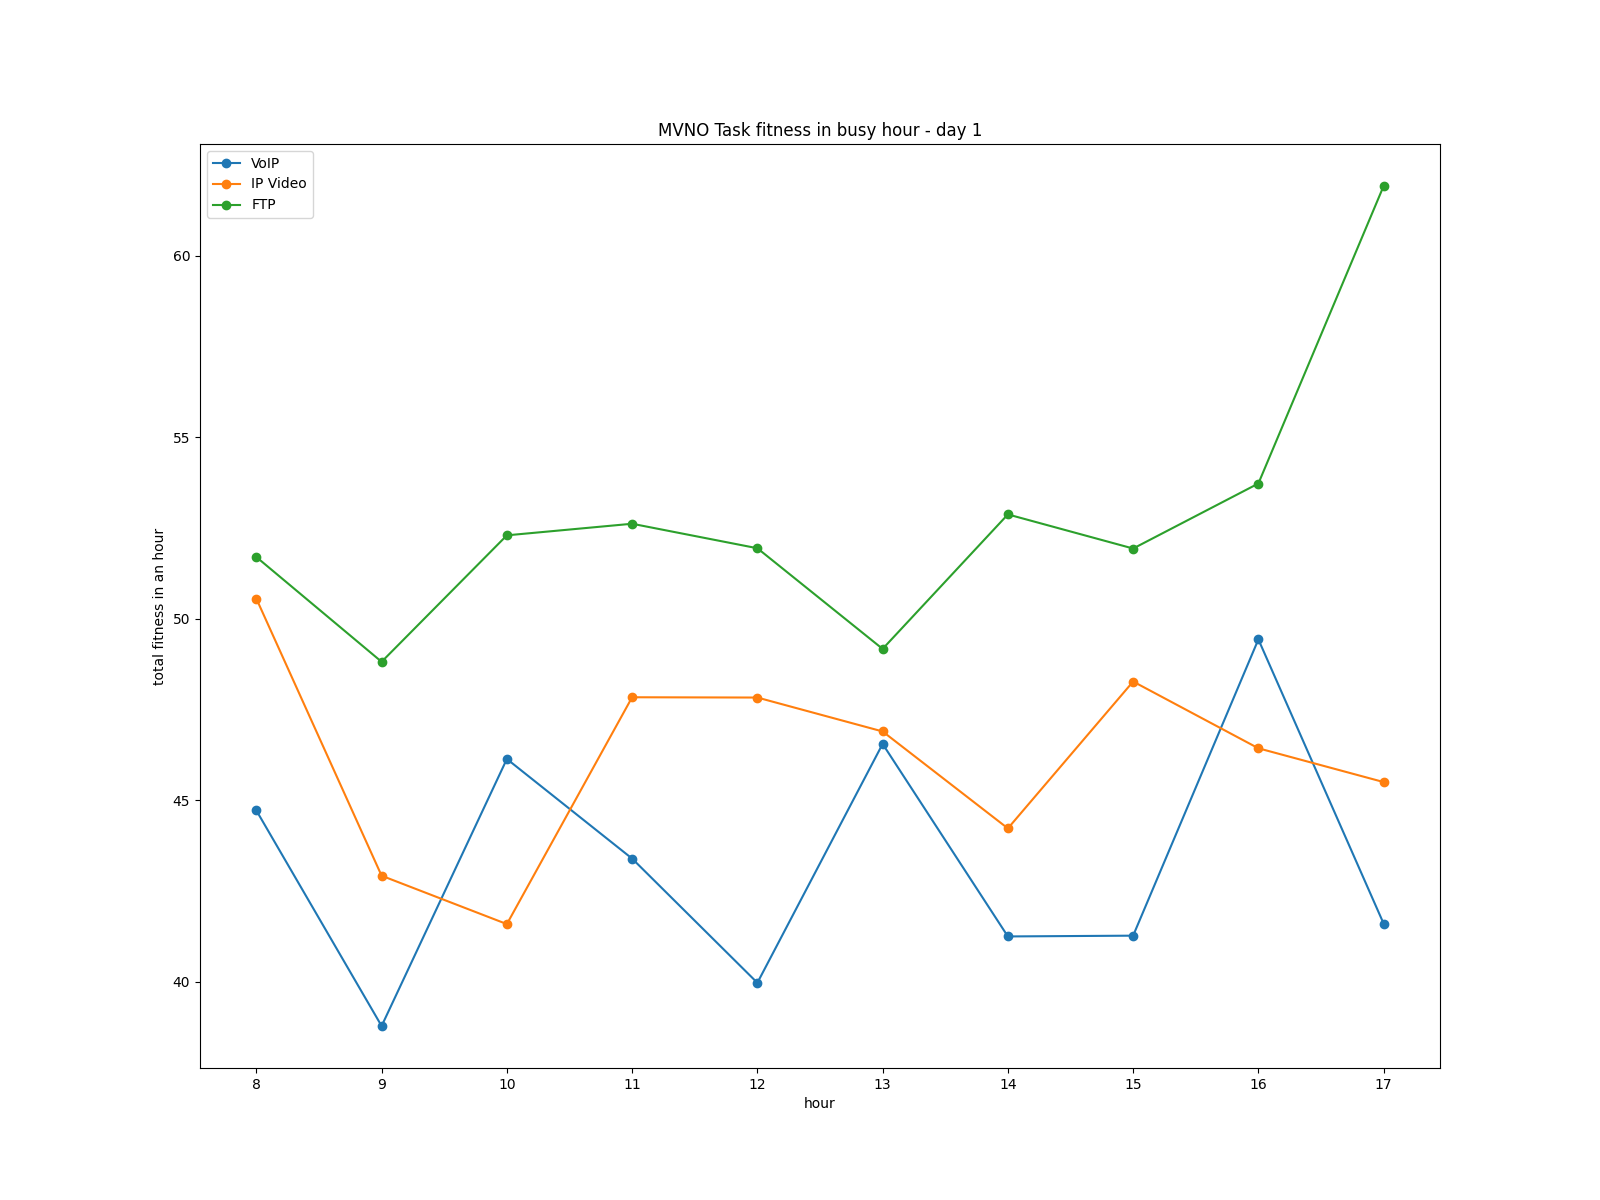 MVNO Task fitness in busy hour - day 1
VoIP
IP Video
FTP
60
55
50
45
40
total fitness in an hour
8 9 10 11 12 13 14 15 16 17
hour